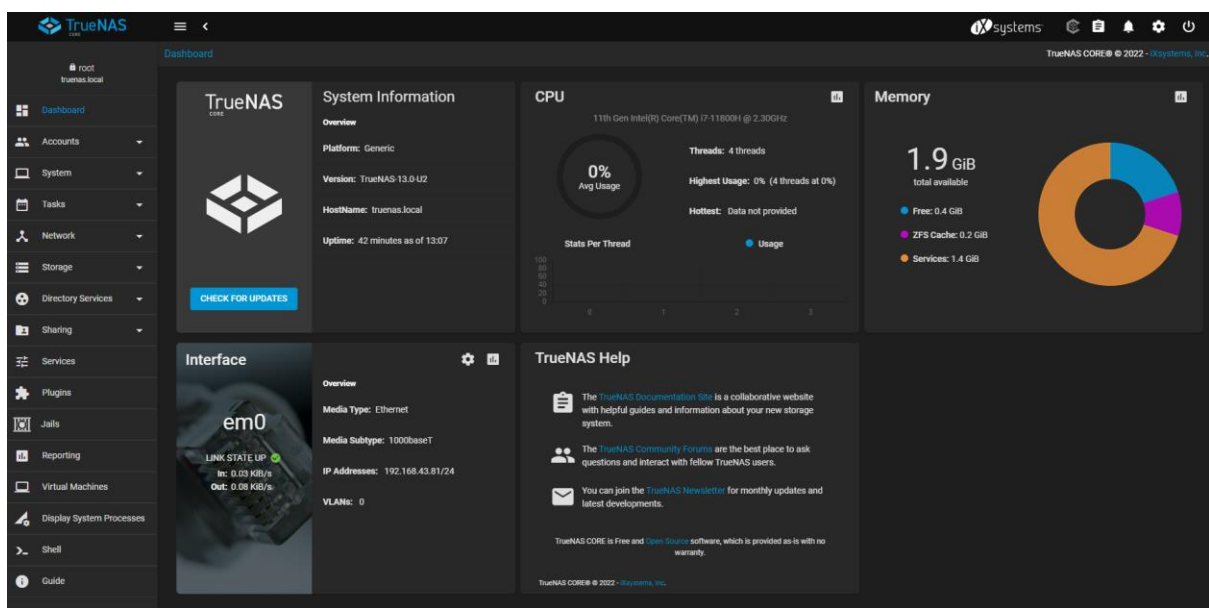 TrueNAS
CORE
iXsystems
root
truenas.local
Dashboard
TrueNAS CORE® © 2022 - iXsystems, Inc.
Dashboard
Accounts
System
Tasks
Network
Storage
Directory Services
Sharing
Services
Plugins
Jails
Reporting
Virtual Machines
Display System Processes
Shell
Guide
TrueNAS
CORE
CHECK FOR UPDATES
System Information
Overview
Platform: Generic
Version: TrueNAS-13.0-U2
HostName: truenas.local
Uptime: 42 minutes as of 13:07
CPU
11th Gen Intel(R) Core(TM) i7-11800H @ 2.30GHz
0%
Avg Usage
Threads: 4 threads
Highest Usage: 0% (4 threads at 0%)
Hottest: Data not provided
Stats Per Thread
Usage
100
80
60
40
20
0
0 1 2 3
Memory
1.9 GiB
total available
Free: 0.4 GiB
ZFS Cache: 0.2 GiB
Services: 1.4 GiB
Interface
em0
LINK STATE UP
In: 0.03 KiB/s
Out: 0.08 KiB/s
Overview
Media Type: Ethernet
Media Subtype: 1000baseT
IP Addresses: 192.168.43.81/24
VLANs: 0
TrueNAS Help
The TrueNAS Documentation Site is a collaborative website
with helpful guides and information about your new storage
system.
The TrueNAS Community Forums are the best place to ask
questions and interact with fellow TrueNAS users.
You can join the TrueNAS Newsletter for monthly updates and
latest developments.
TrueNAS CORE is Free and Open Source software, which is provided as-is with no
warranty.
TrueNAS CORE® © 2022 - iXsystems, Inc.